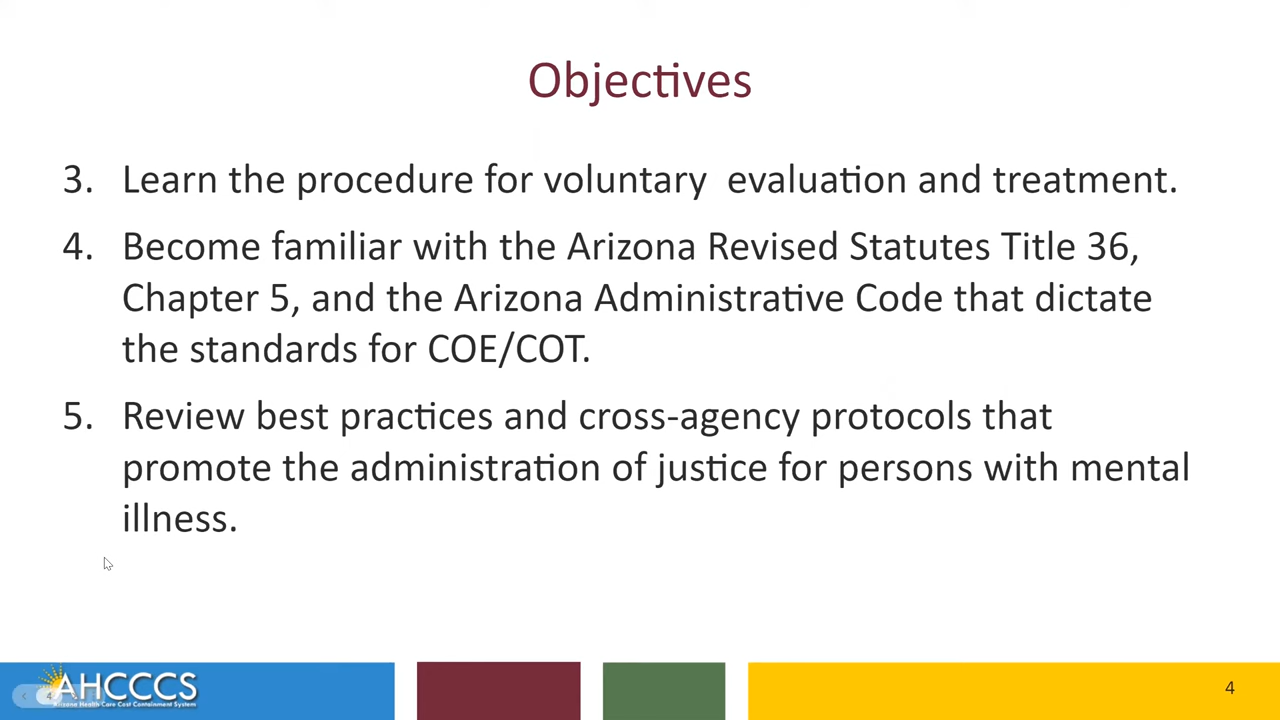 Objectives
3. Learn the procedure for voluntary  evaluation and treatment.
4. Become familiar with the Arizona Revised Statutes Title 36,
Chapter 5, and the Arizona Administrative Code that dictate
the standards for COE/COT.
5. Review best practices and cross-agency protocols that
promote the administration of justice for persons with mental
illness.
AHCCCS
Arizona Health Care Cost Containment System
4
4